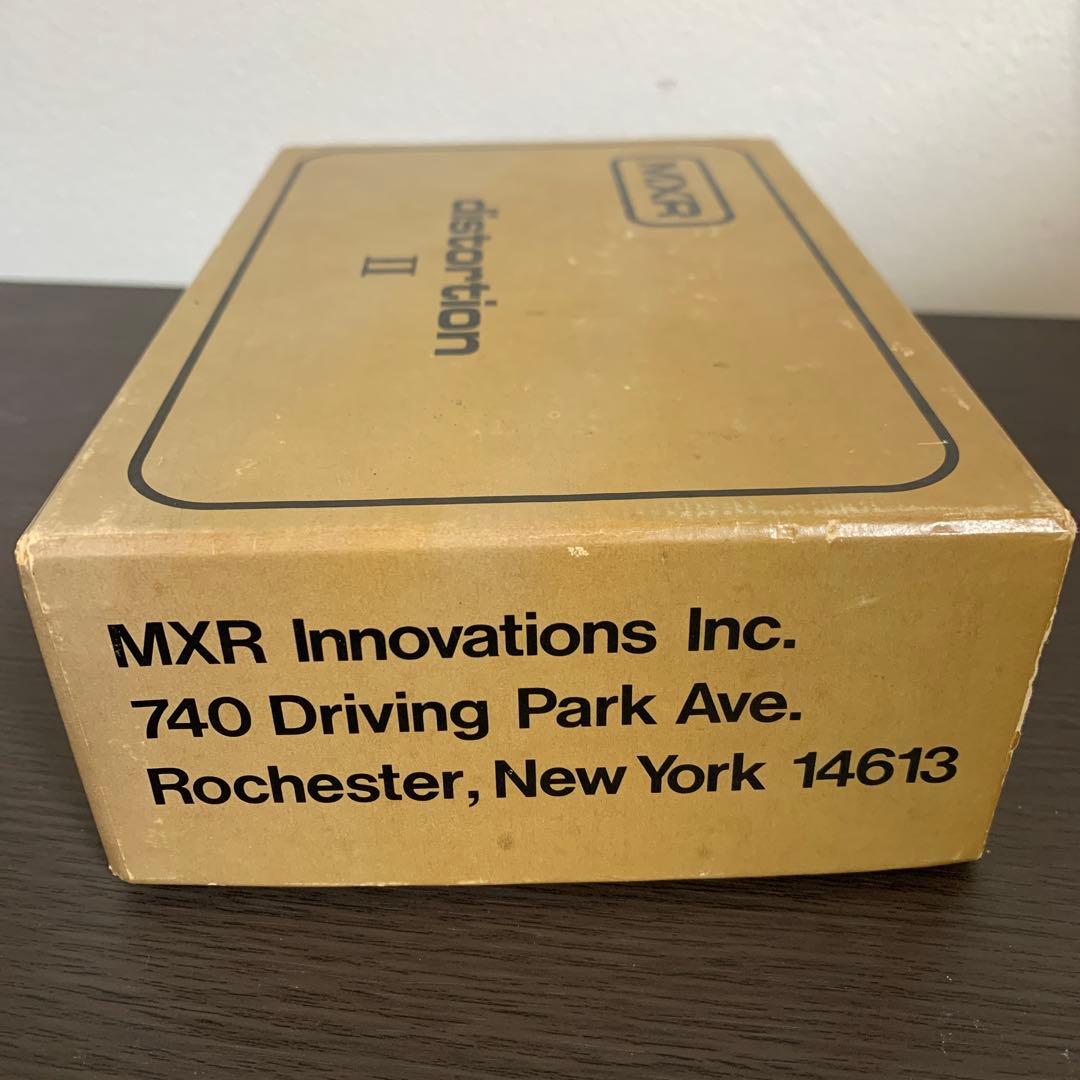 MXR
distortion
II
MXR Innovations Inc.
740 Driving Park Ave.
Rochester, New York 14613